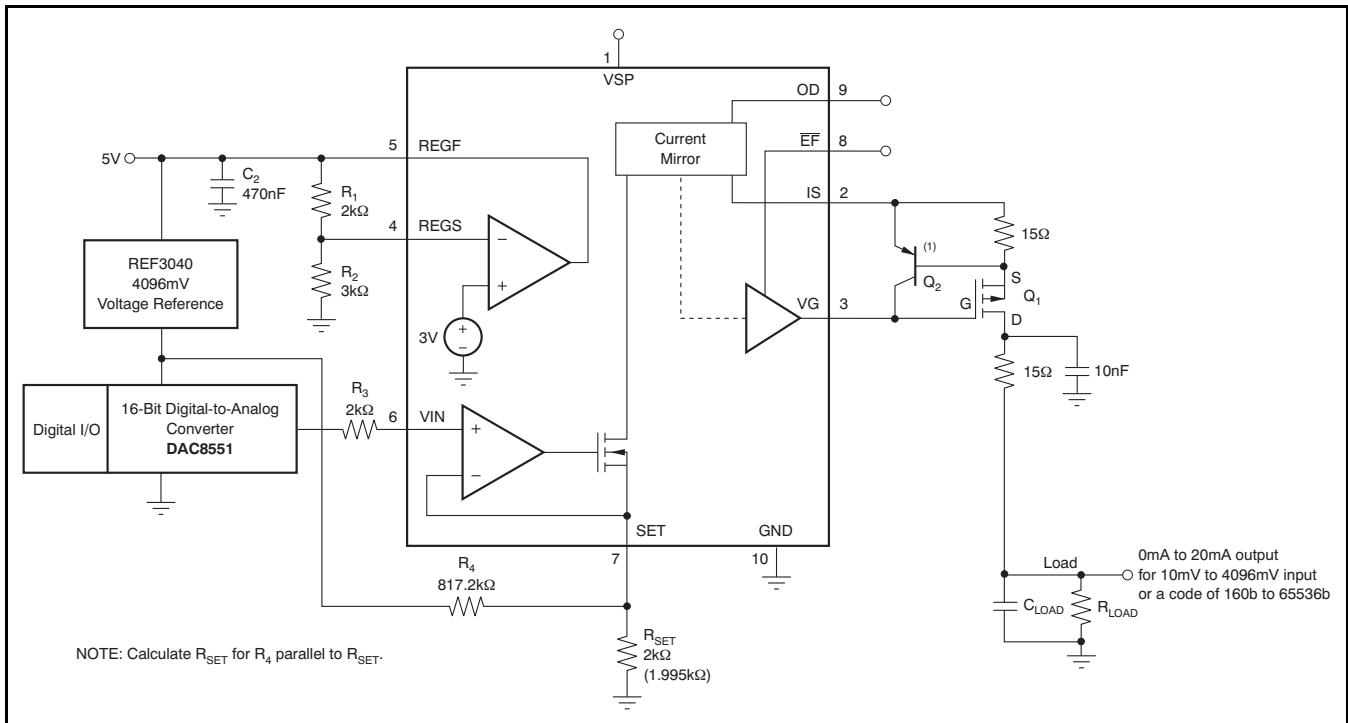 1
VSP
OD 9
EF 8
Current
Mirror
IS 2
5 REGF
5V
C2
470nF
R1
2kΩ
4 REGS
R2
3kΩ
REF3040
4096mV
Voltage Reference
−
+
3V
+
−
15Ω
(1)
Q2
S
G
Q1
D
VG 3
15Ω
10nF
Digital I/O
16-Bit Digital-to-Analog
Converter
DAC8551
R3
2kΩ
6 VIN
+
−
SET
7
GND
10
R4
817.2kΩ
RSET
2kΩ
(1.995kΩ)
Load
CLOAD
RLOAD
0mA to 20mA output
for 10mV to 4096mV input
or a code of 160b to 65536b
NOTE: Calculate RSET for R4 parallel to RSET.